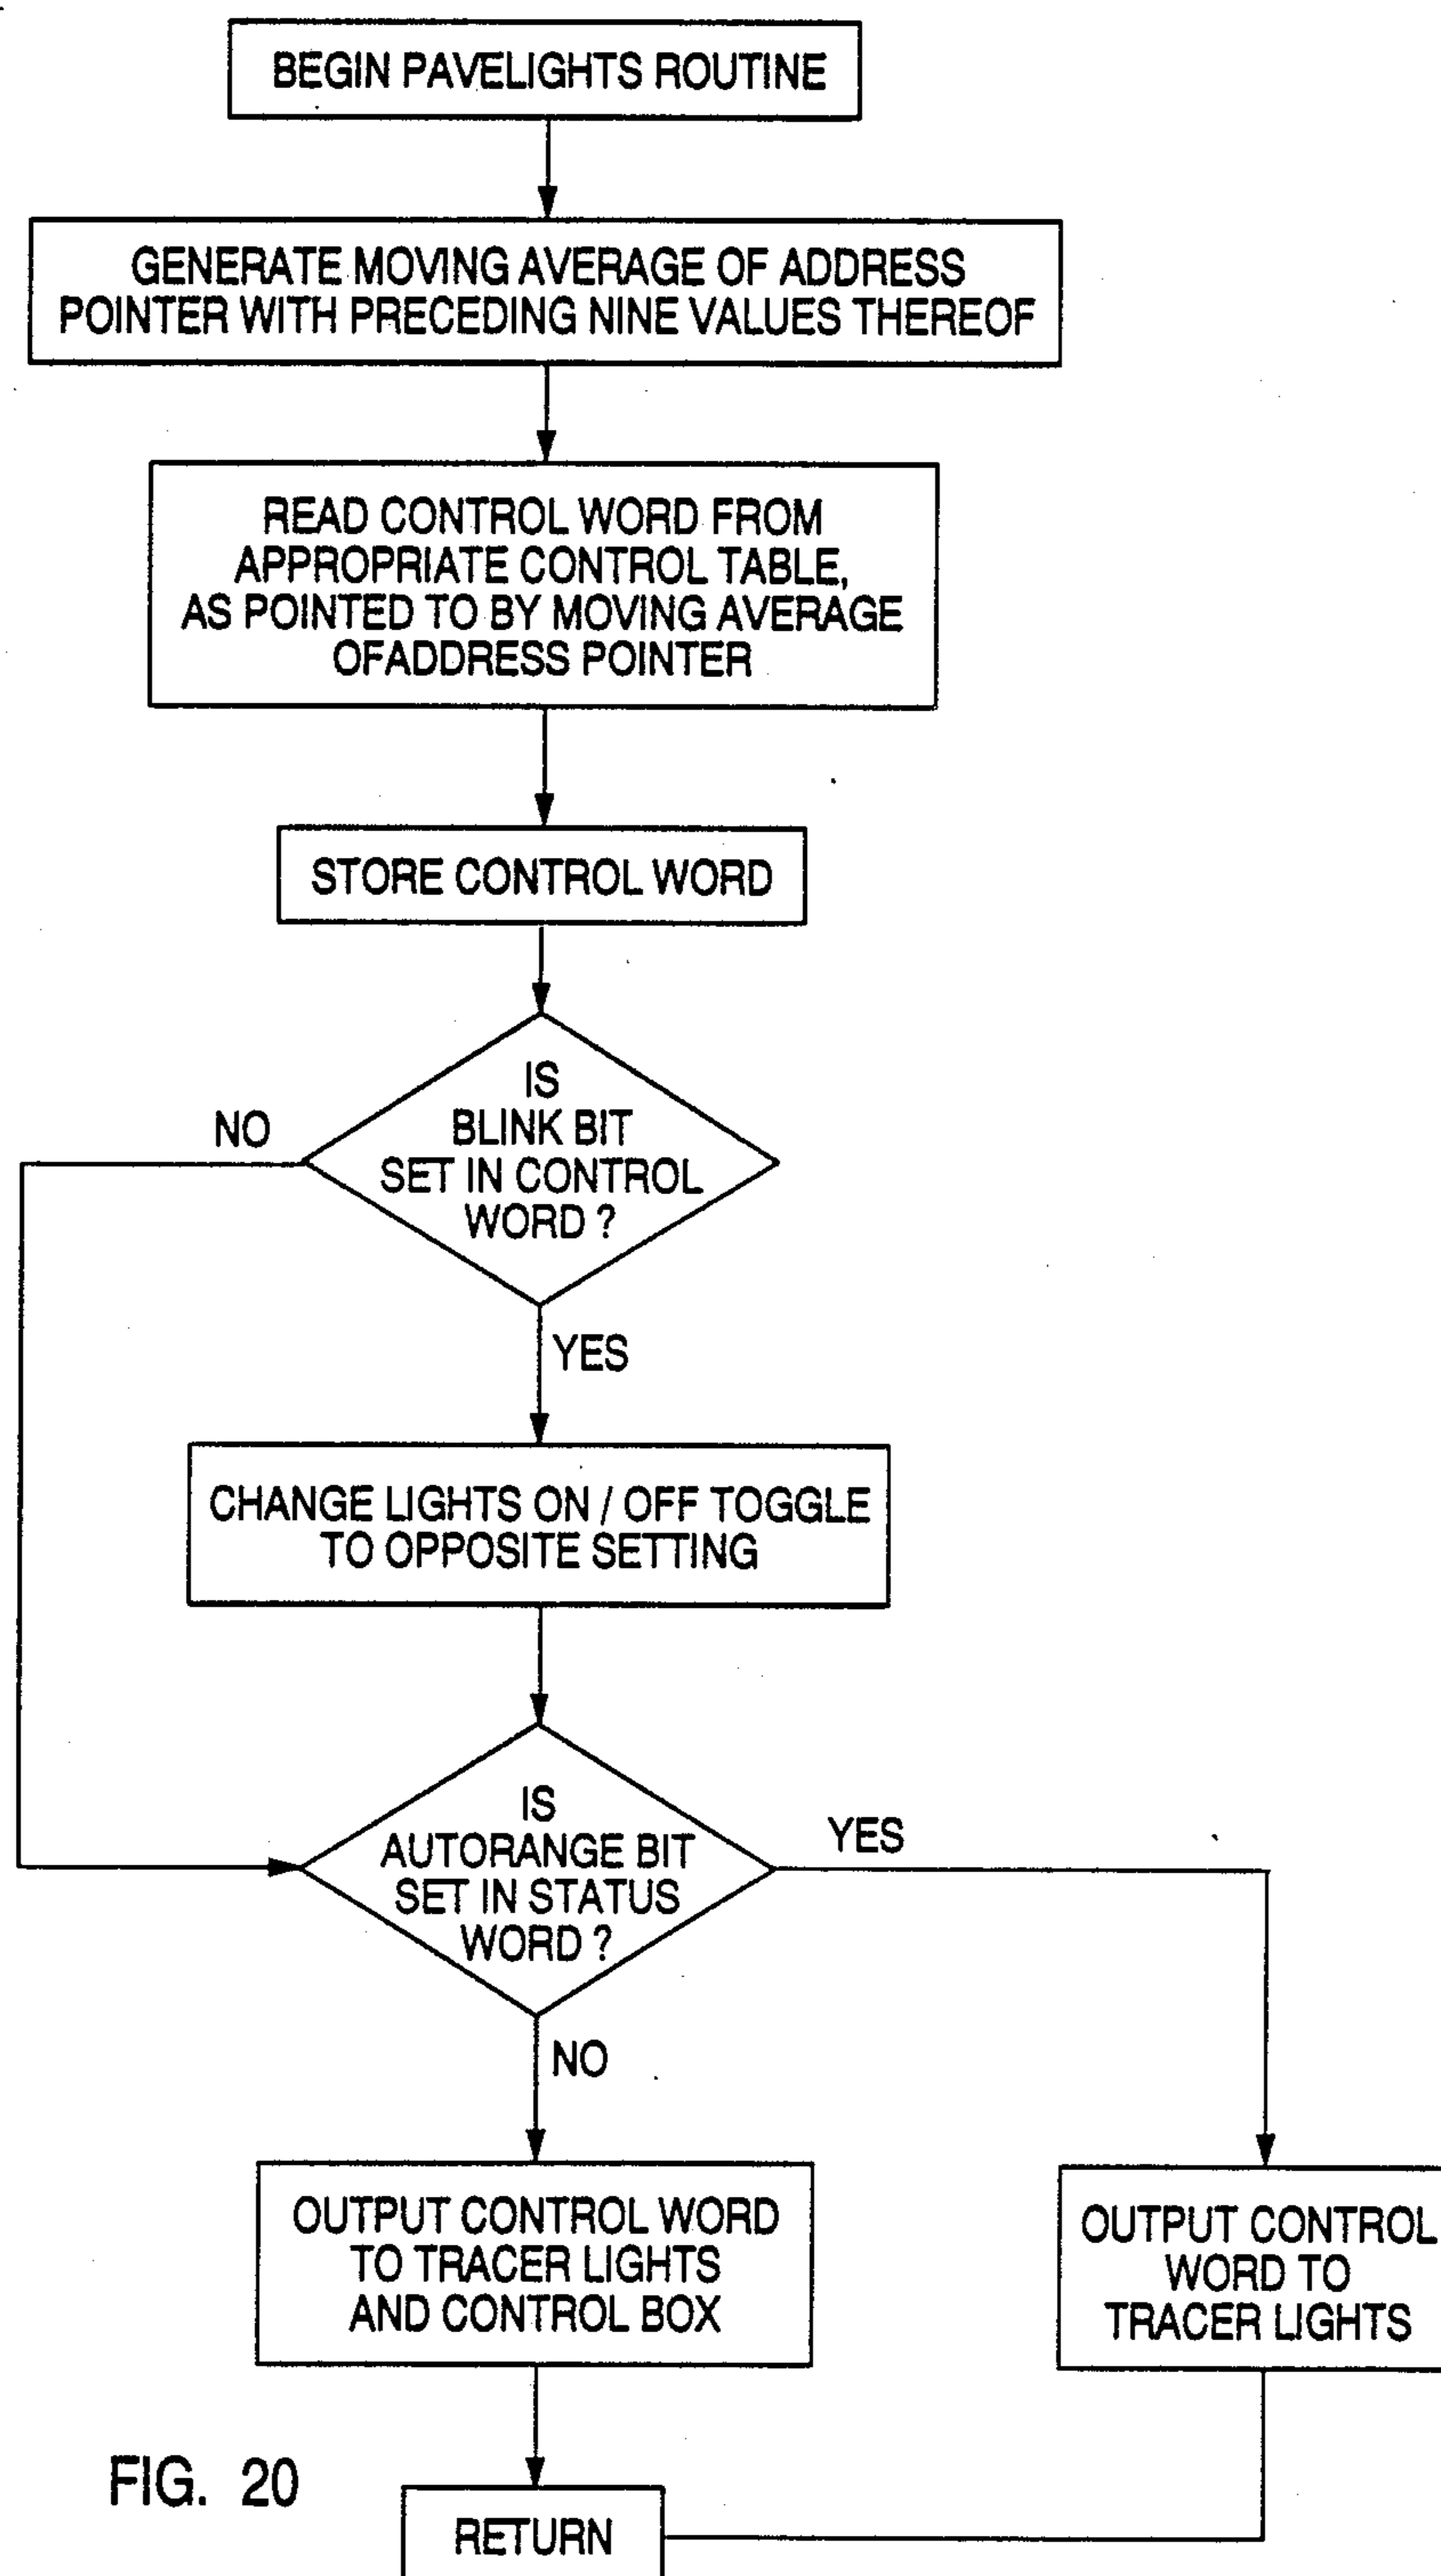 BEGIN PAVELIGHTS ROUTINE
GENERATE MOVING AVERAGE OF ADDRESS
POINTER WITH PRECEDING NINE VALUES THEREOF
READ CONTROL WORD FROM
APPROPRIATE CONTROL TABLE,
AS POINTED TO BY MOVING AVERAGE
OFADDRESS POINTER
STORE CONTROL WORD
IS
BLINK BIT
SET IN CONTROL
WORD ?
NO
YES
CHANGE LIGHTS ON / OFF TOGGLE
TO OPPOSITE SETTING
IS
AUTORANGE BIT
SET IN STATUS
WORD ?
YES
NO
OUTPUT CONTROL WORD
TO TRACER LIGHTS
AND CONTROL BOX
OUTPUT CONTROL
WORD TO
TRACER LIGHTS
RETURN
FIG. 20